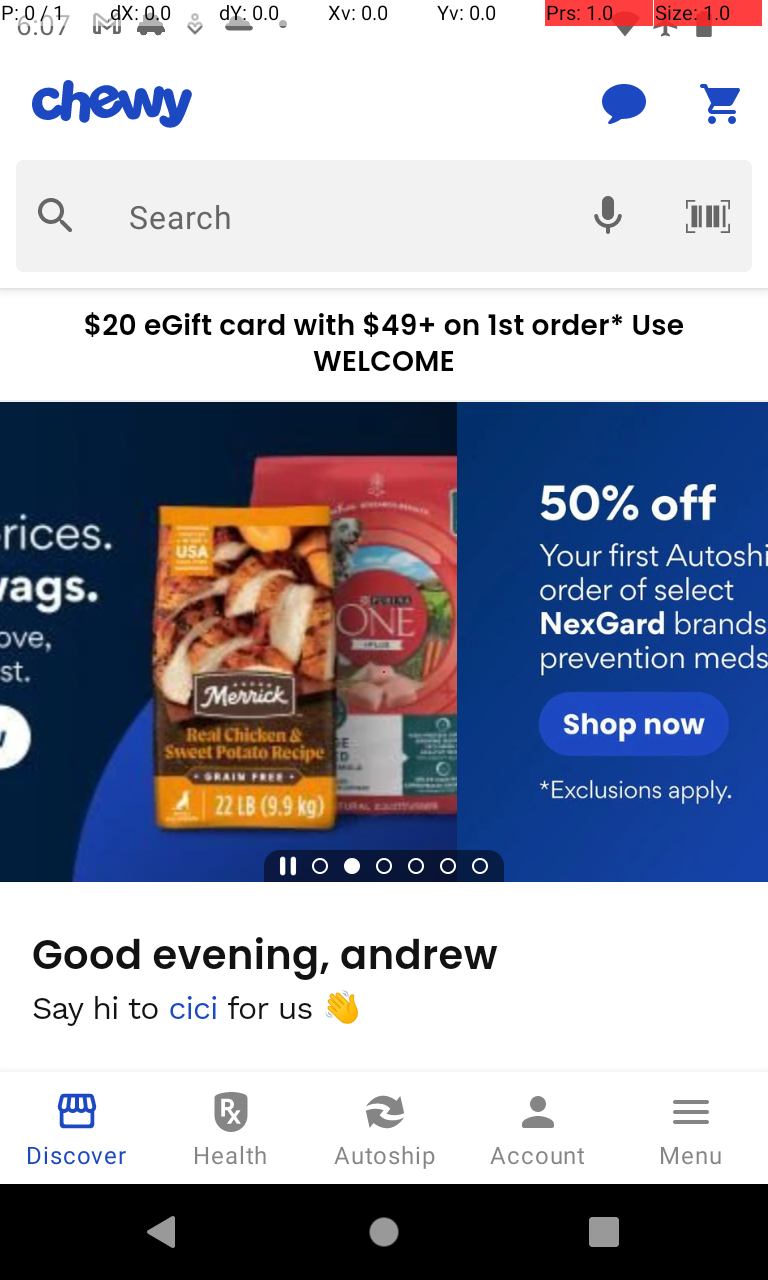 P: 0 / 1 dX: 0.0 dY: 0.0 Xv: 0.0 Yv: 0.0 Prs: 1.0 Size: 1.0
6:07
chewy
Search
$20 eGift card with $49+ on 1st order* Use
WELCOME
rices.
wags.
ove,
st.
USA
Merrick
Real Chicken &
Sweet Potato Recipe
GRAIN FREE
22 LB (9.9 kg)
PURINA
ONE
+PLUS
50% off
Your first Autoshi
order of select
NexGard brands
prevention meds
Shop now
*Exclusions apply.
Good evening, andrew
Say hi to cici for us 👋
Discover Health Autoship Account Menu